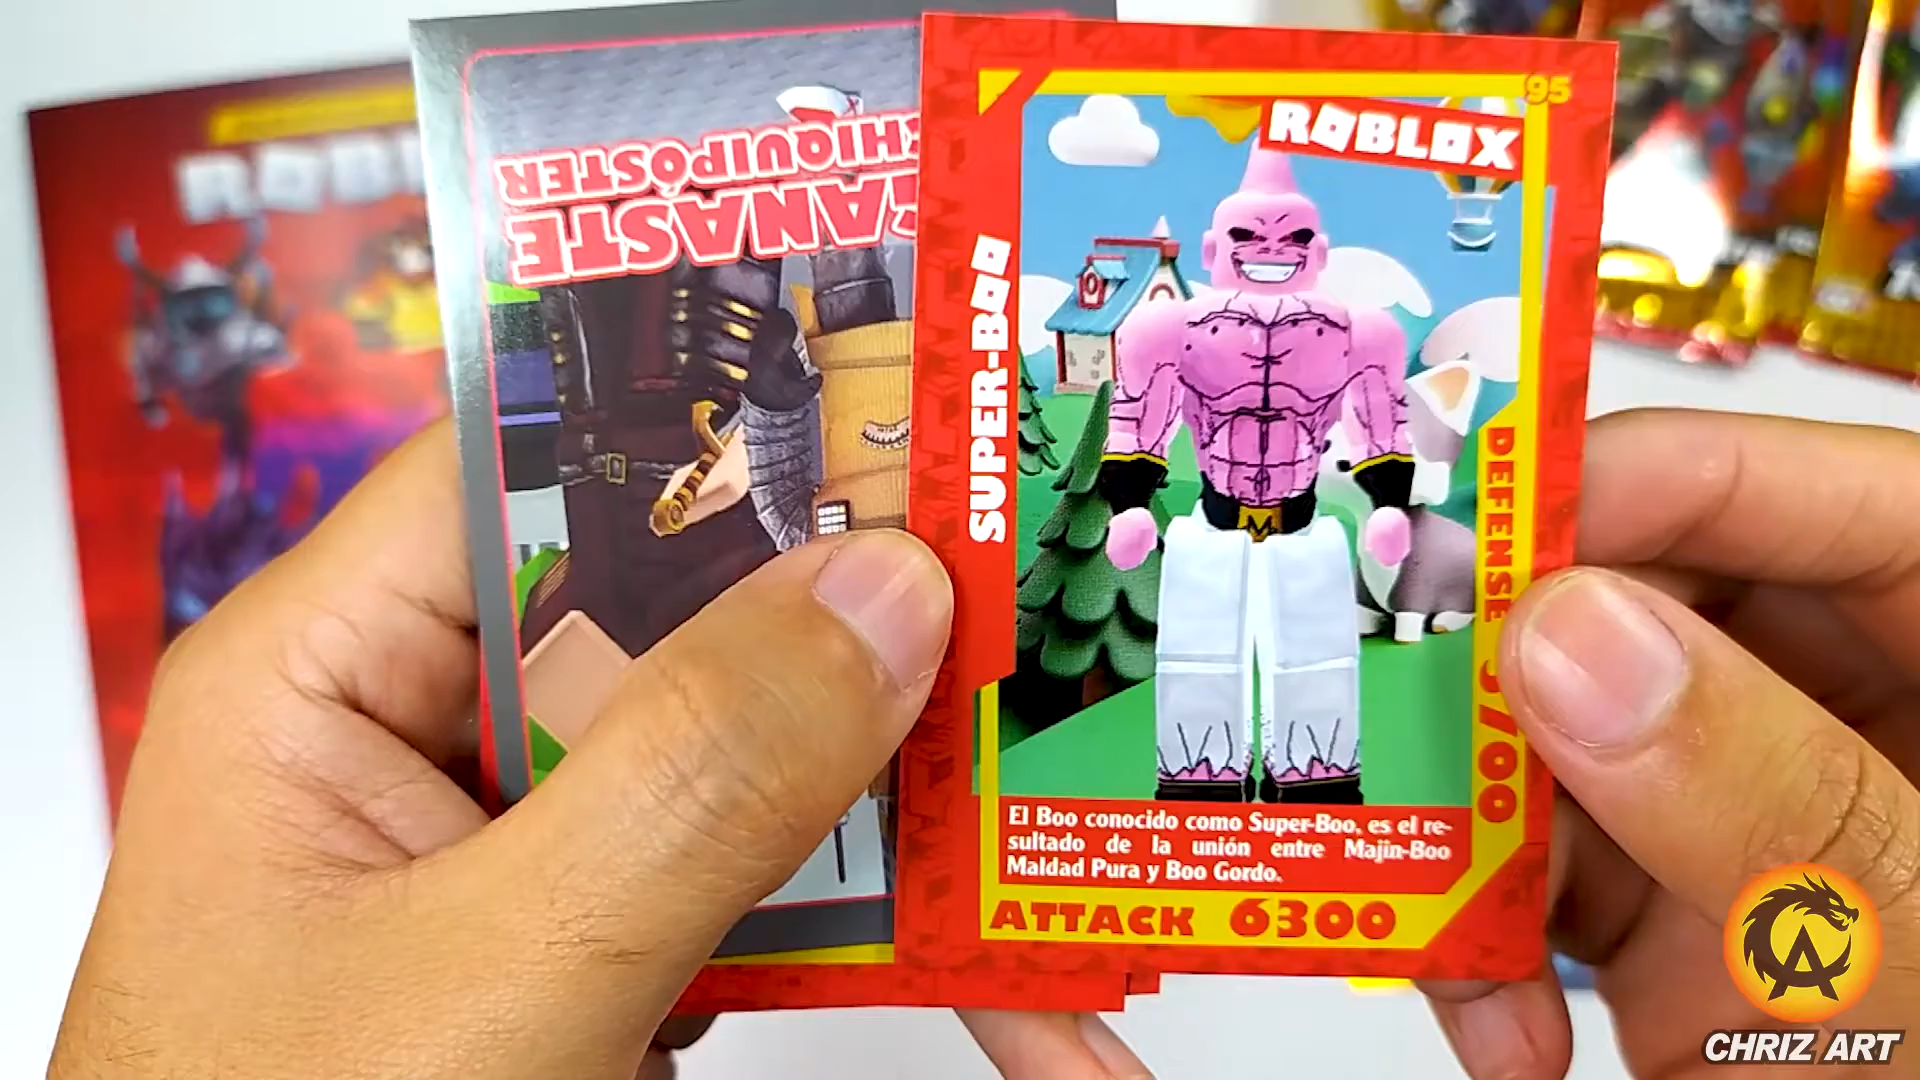 ROBLOX
GANASTE
CHIQUIPÓSTER
95
ROBLOX
SUPER-BOO
DEFENSE
M
El Boo conocido como Super-Boo, es el re-
sultado de la unión entre Majin-Boo
Maldad Pura y Boo Gordo.
ATTACK 6300
CHRIZ ART